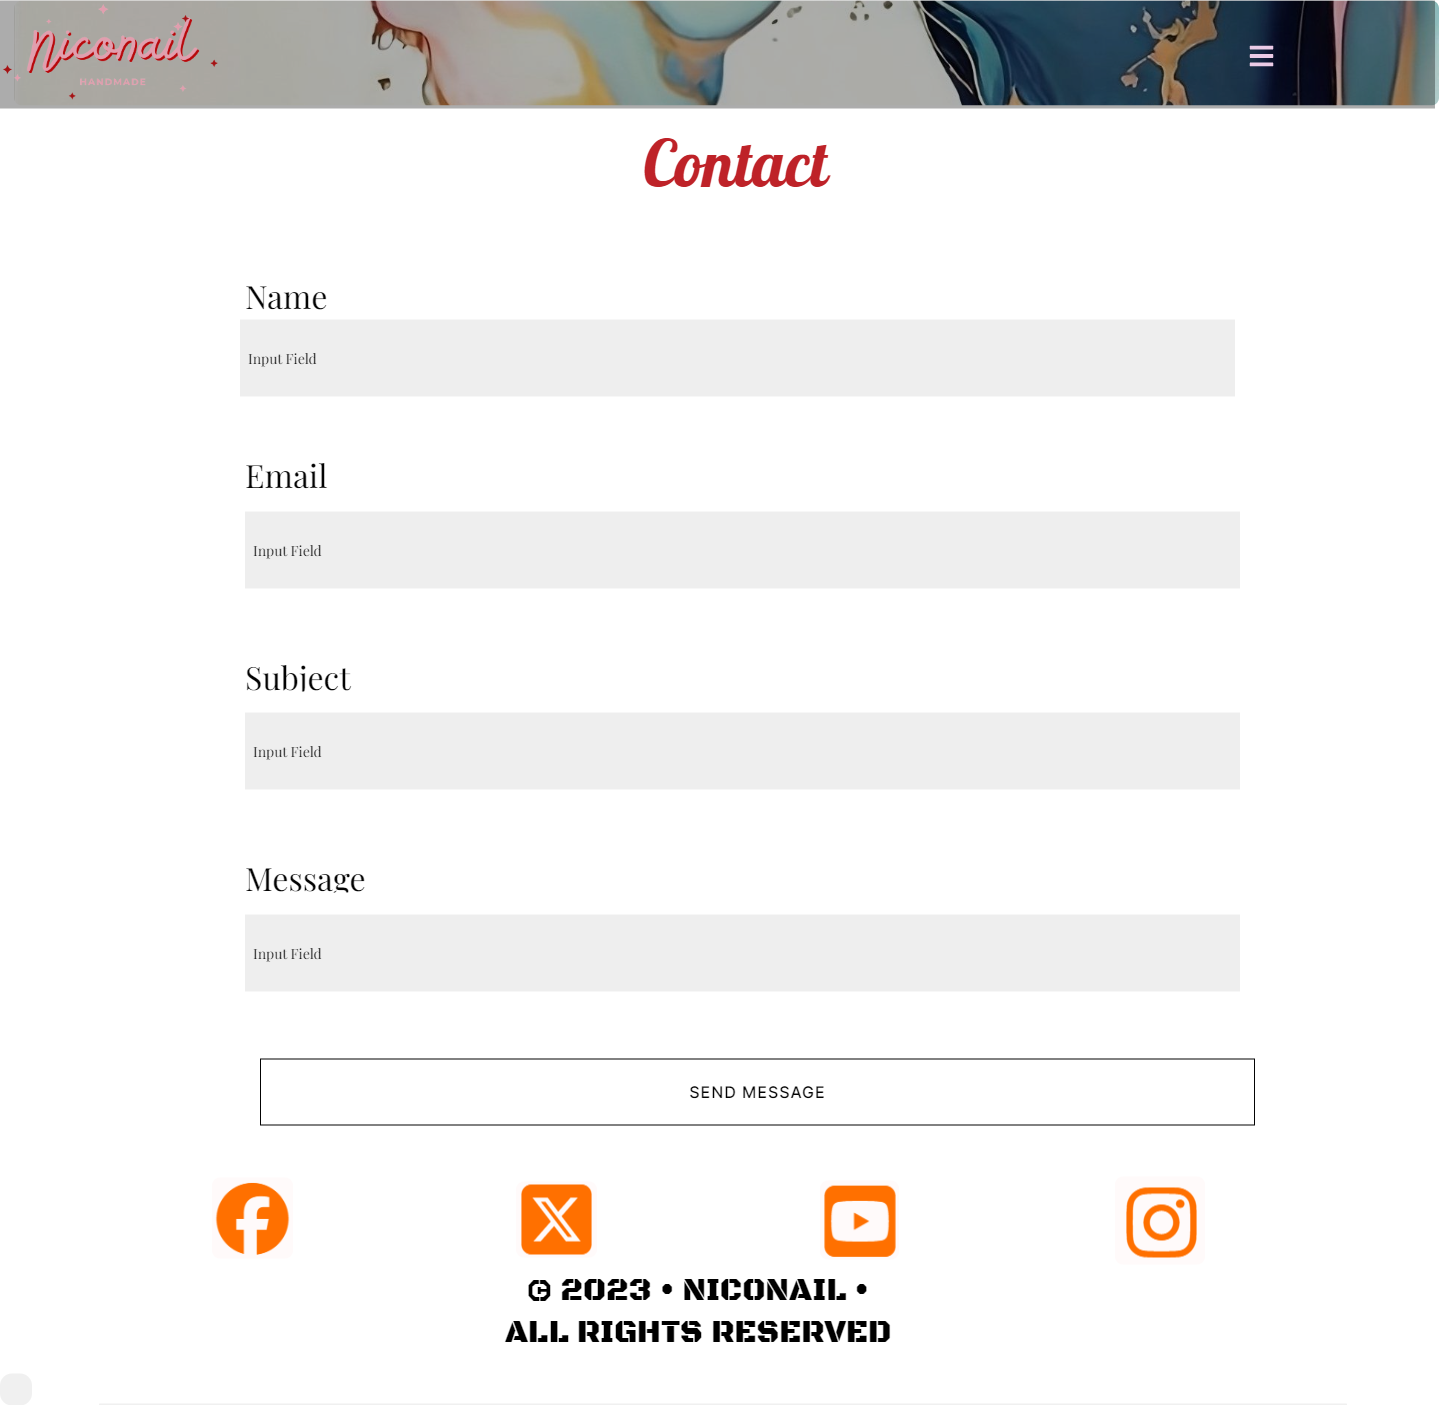 Niconail
HANDMADE
Contact
Name
Input Field
Email
Input Field
Subject
Input Field
Message
Input Field
SEND MESSAGE
© 2023 • NICONAIL •
ALL RIGHTS RESERVED